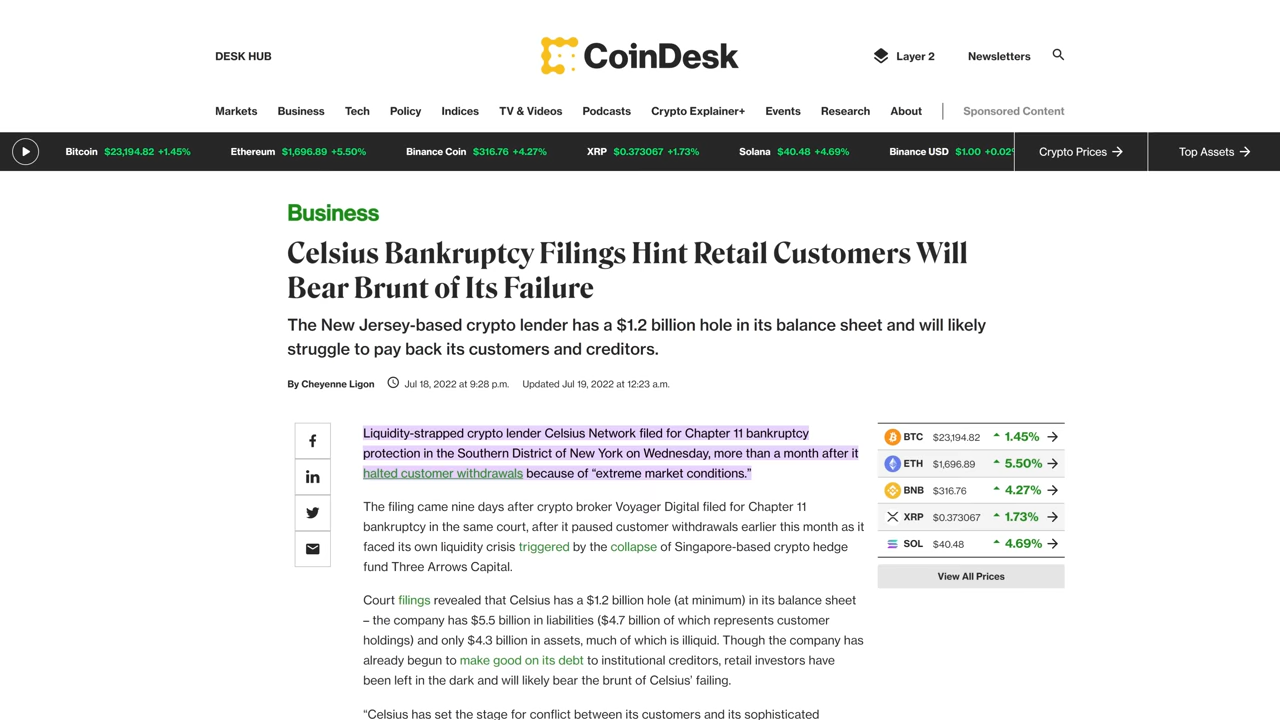 DESK HUB
CoinDesk
Layer 2
Newsletters
Markets Business Tech Policy Indices TV & Videos Podcasts Crypto Explainer+ Events Research About Sponsored Content
Bitcoin $23,194.82 +1.45% Ethereum $1,696.89 +5.50% Binance Coin $316.76 +4.27% XRP $0.373067 +1.73% Solana $40.48 +4.69% Binance USD $1.00 +0.02 Crypto Prices → Top Assets →
Business
Celsius Bankruptcy Filings Hint Retail Customers Will
Bear Brunt of Its Failure
The New Jersey-based crypto lender has a $1.2 billion hole in its balance sheet and will likely
struggle to pay back its customers and creditors.
By Cheyenne Ligon Jul 18, 2022 at 9:28 p.m. Updated Jul 19, 2022 at 12:23 a.m.
Liquidity-strapped crypto lender Celsius Network filed for Chapter 11 bankruptcy
protection in the Southern District of New York on Wednesday, more than a month after it
halted customer withdrawals because of “extreme market conditions.”
The filing came nine days after crypto broker Voyager Digital filed for Chapter 11
bankruptcy in the same court, after it paused customer withdrawals earlier this month as it
faced its own liquidity crisis triggered by the collapse of Singapore-based crypto hedge
fund Three Arrows Capital.
Court filings revealed that Celsius has a $1.2 billion hole (at minimum) in its balance sheet
– the company has $5.5 billion in liabilities ($4.7 billion of which represents customer
holdings) and only $4.3 billion in assets, much of which is illiquid. Though the company has
already begun to make good on its debt to institutional creditors, retail investors have
been left in the dark and will likely bear the brunt of Celsius’ failing.
“Celsius has set the stage for conflict between its customers and its sophisticated
BTC $23,194.82 1.45% →
ETH $1,696.89 5.50% →
BNB $316.76 4.27% →
XRP $0.373067 1.73% →
SOL $40.48 4.69% →
View All Prices